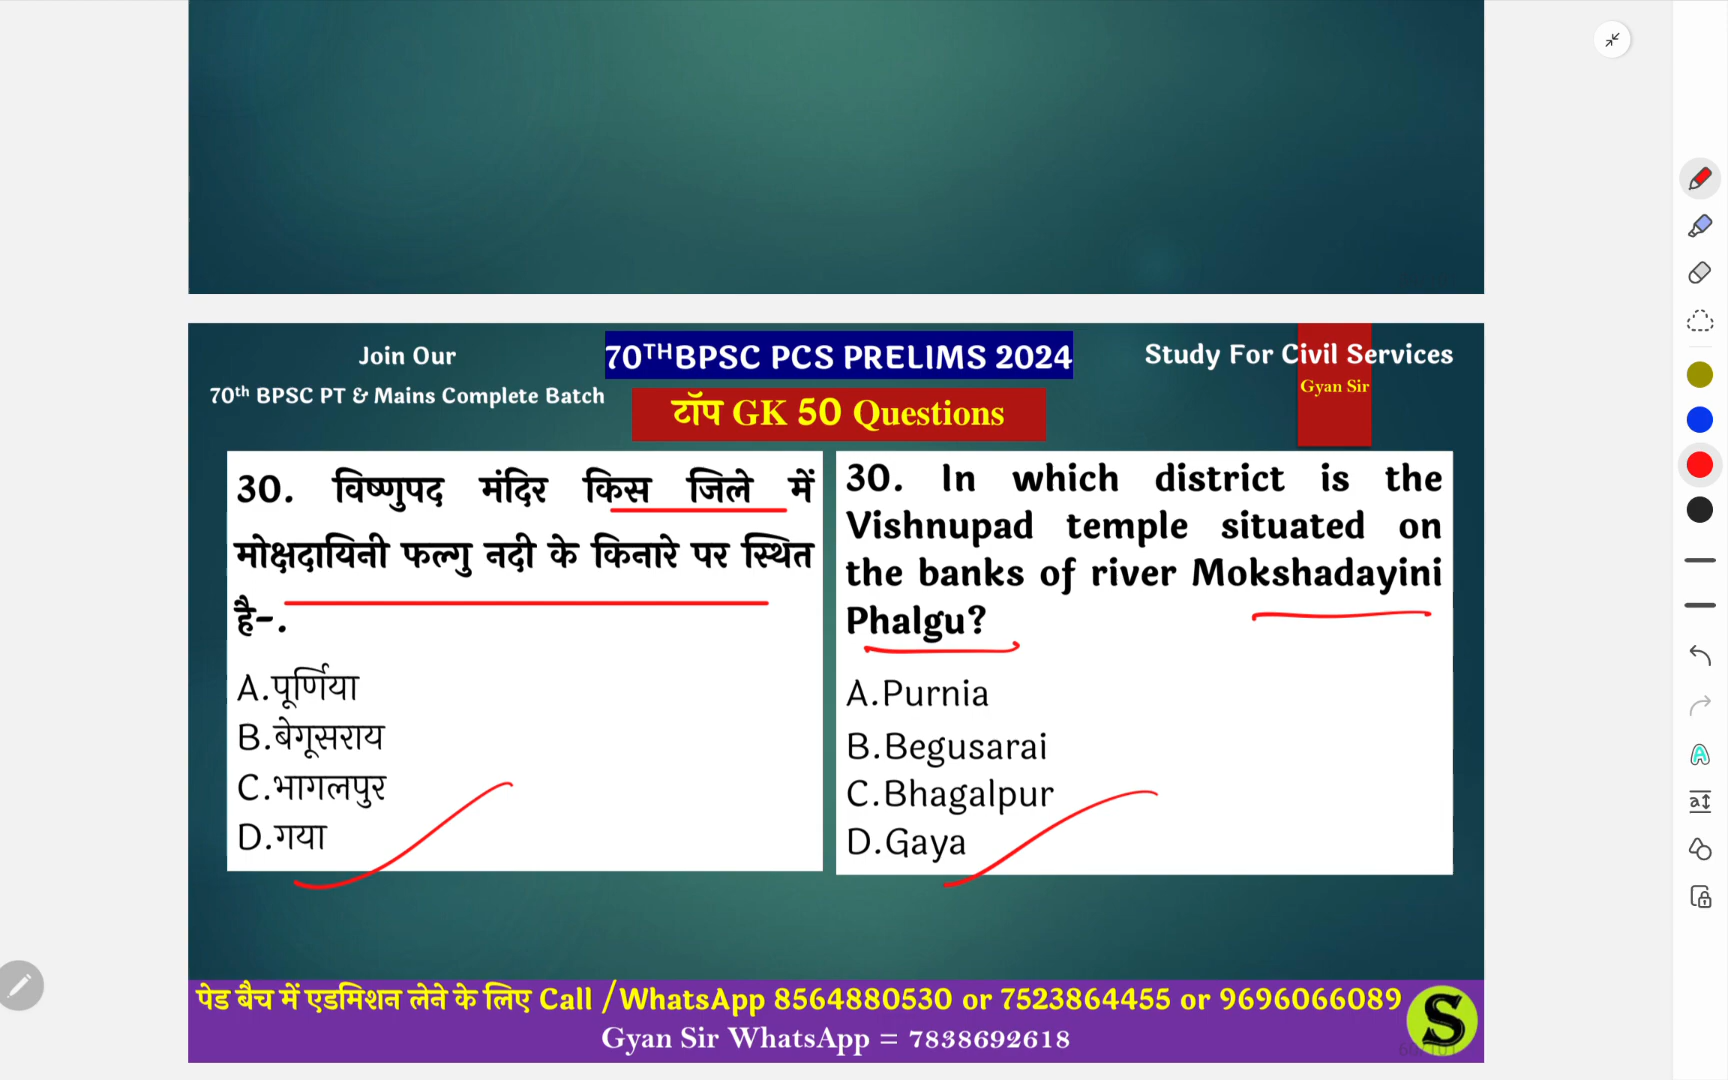 Join Our
70th BPSC PT & Mains Complete Batch
70THBPSC PCS PRELIMS 2024
टॉप GK 50 Questions
Study For Civil Services
Gyan Sir
30. विष्णुपद मंदिर किस जिले में
मोक्षदायिनी फल्गु नदी के किनारे पर स्थित
है-.
A.पूर्णिया
B.बेगूसराय
C.भागलपुर
D.गया
30. In which district is the
Vishnupad temple situated on
the banks of river Mokshadayini
Phalgu?
A.Purnia
B.Begusarai
C.Bhagalpur
D.Gaya
पेड बैच में एडमिशन लेने के लिए Call /WhatsApp 8564880530 or 7523864455 or 9696066089
Gyan Sir WhatsApp = 7838692618
S